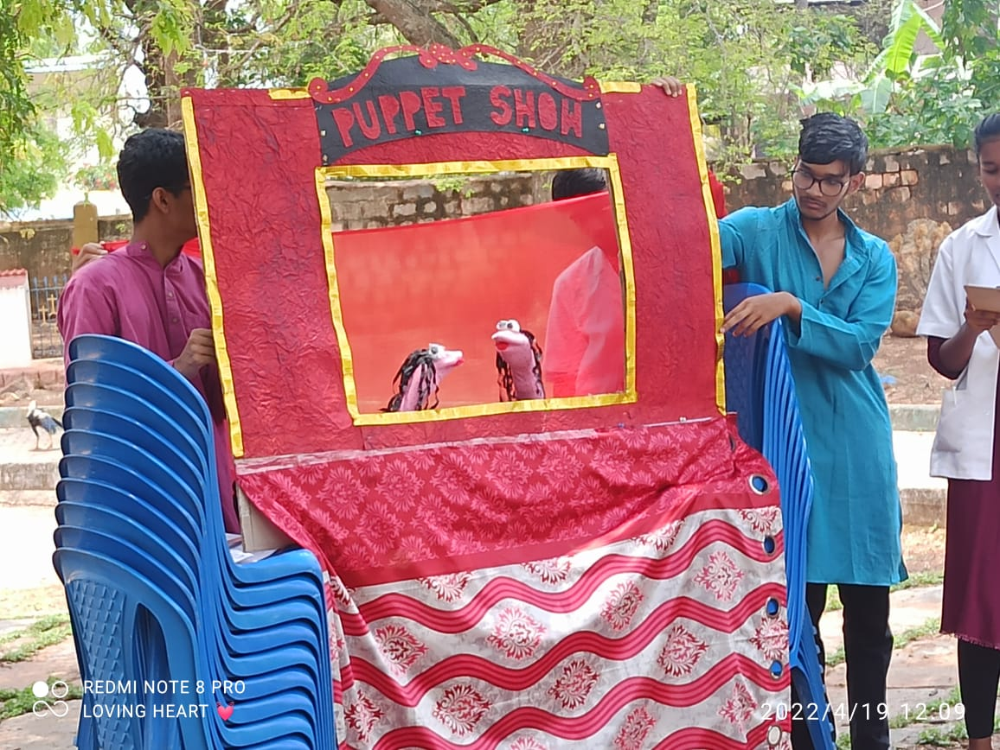 PUPPET SHOW
REDMI NOTE 8 PRO
LOVING HEART 💗
2022/4/19 12:09